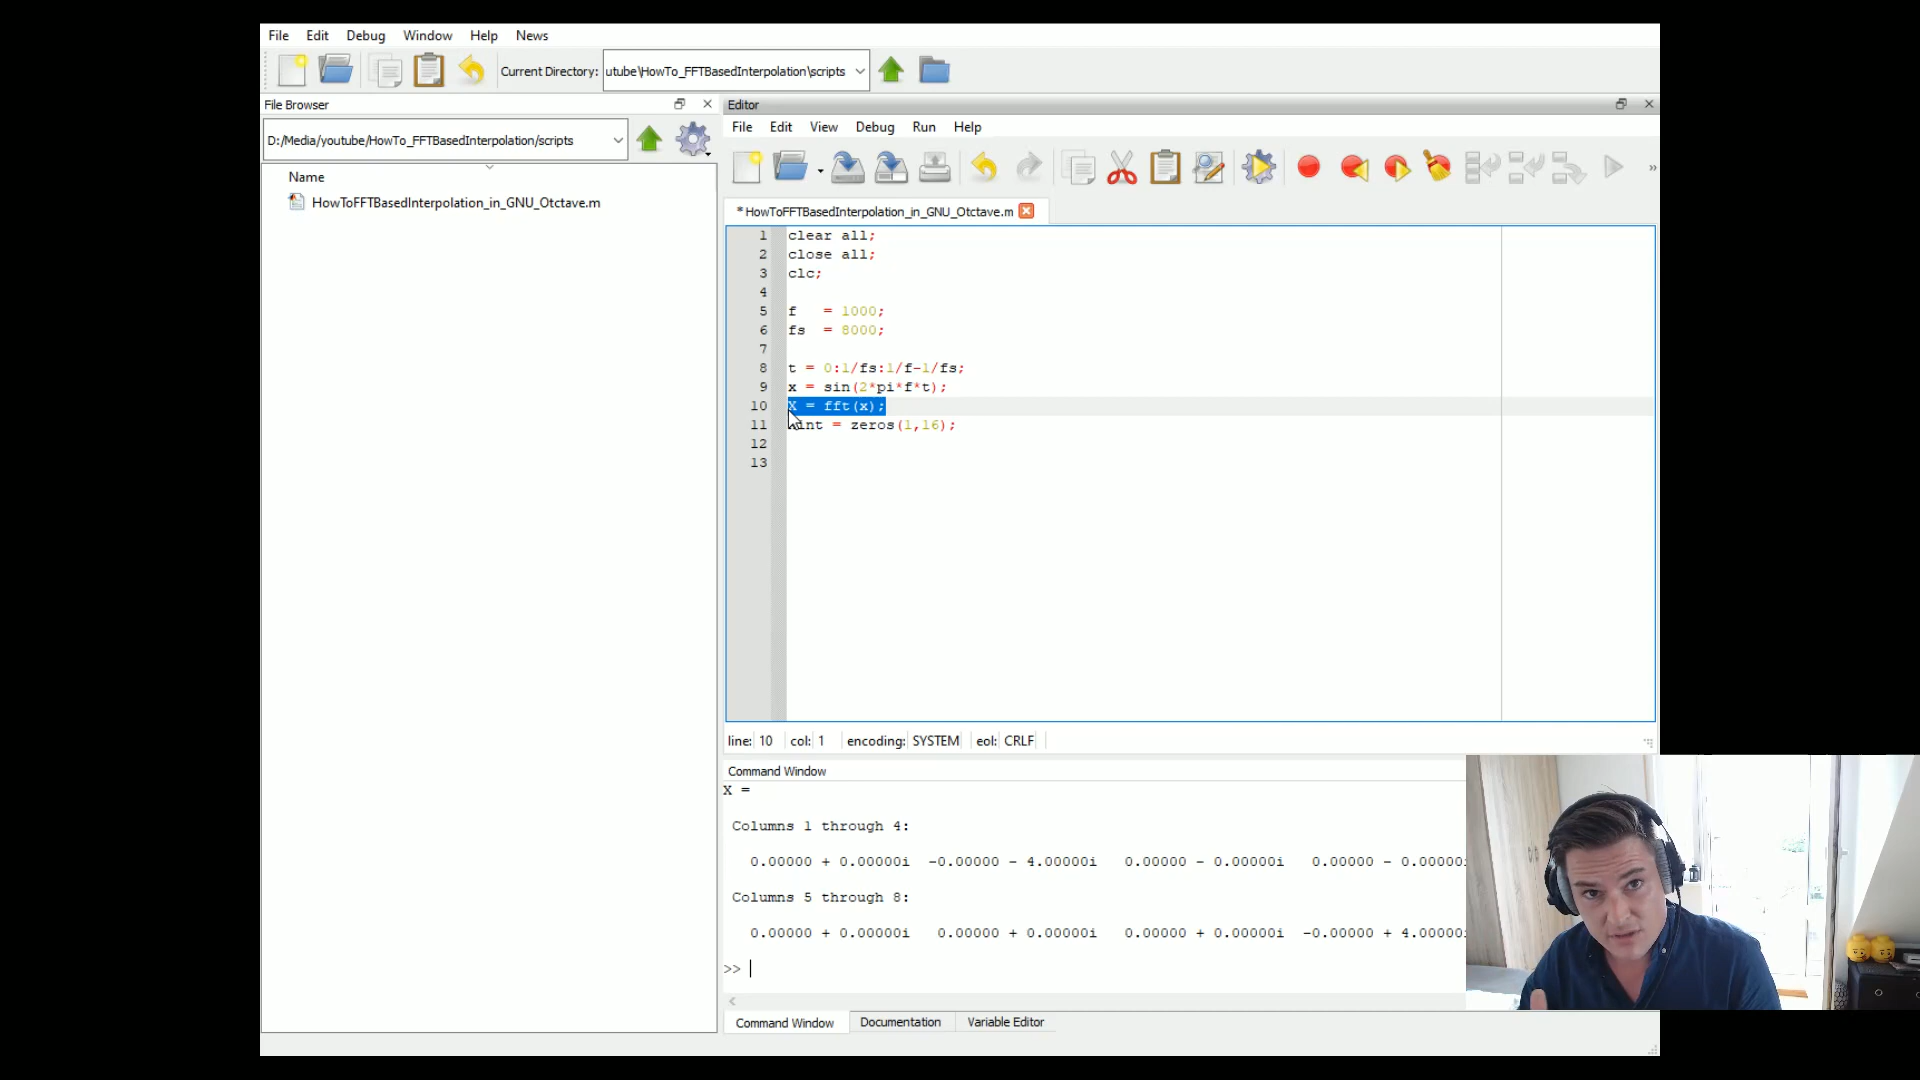 File Edit Debug Window Help News
Current Directory: utube\HowTo_FFTBasedInterpolation\scripts
File Browser
D:/Media/youtube/HowTo_FFTBasedInterpolation/scripts
Name
HowToFFTBasedInterpolation_in_GNU_Otctave.m
Editor
File Edit View Debug Run Help
»
*HowToFFTBasedInterpolation_in_GNU_Otctave.m
1 clear all;
2 close all;
3 clc;
4
5 f = 1000;
6 fs = 8000;
7
8 t = 0:1/fs:1/f-1/fs;
9 x = sin(2*pi*f*t);
10 X = fft(x);
11 int = zeros(1,16);
12
13
line: 10 col: 1 encoding: SYSTEM eol: CRLF
Command Window
X =
Columns 1 through 4:
0.00000 + 0.00000i -0.00000 - 4.00000i 0.00000 - 0.00000i 0.00000 - 0.00000i
Columns 5 through 8:
0.00000 + 0.00000i 0.00000 + 0.00000i 0.00000 + 0.00000i -0.00000 + 4.00000i
>>
Command Window Documentation Variable Editor